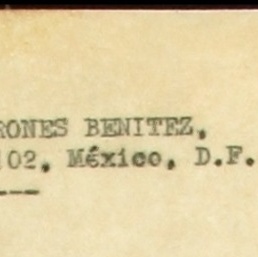 RONES BENITEZ,
102, México, D.F.
---